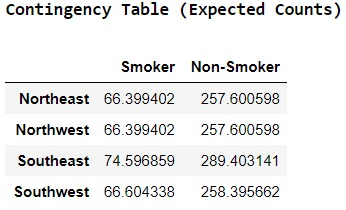 Contingency Table (Expected Counts)
Smoker Non-Smoker
Northeast 66.399402 257.600598
Northwest 66.399402 257.600598
Southeast 74.596859 289.403141
Southwest 66.604338 258.395662